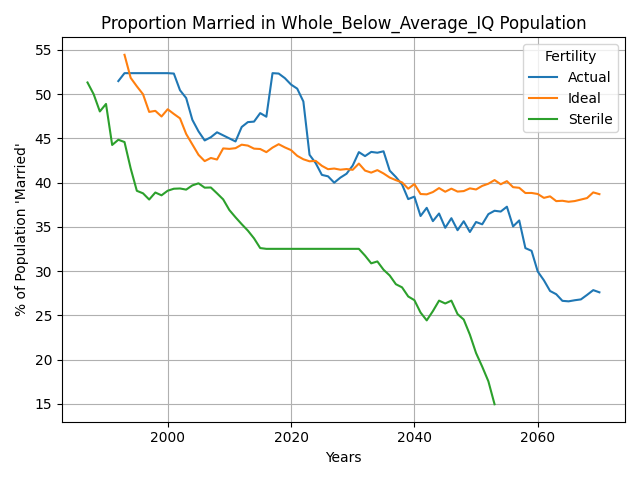 Proportion Married in Whole_Below_Average_IQ Population
% of Population 'Married'
55
50
45
40
35
30
25
20
15
Fertility
Actual
Ideal
Sterile
2000
2020
2040
2060
Years